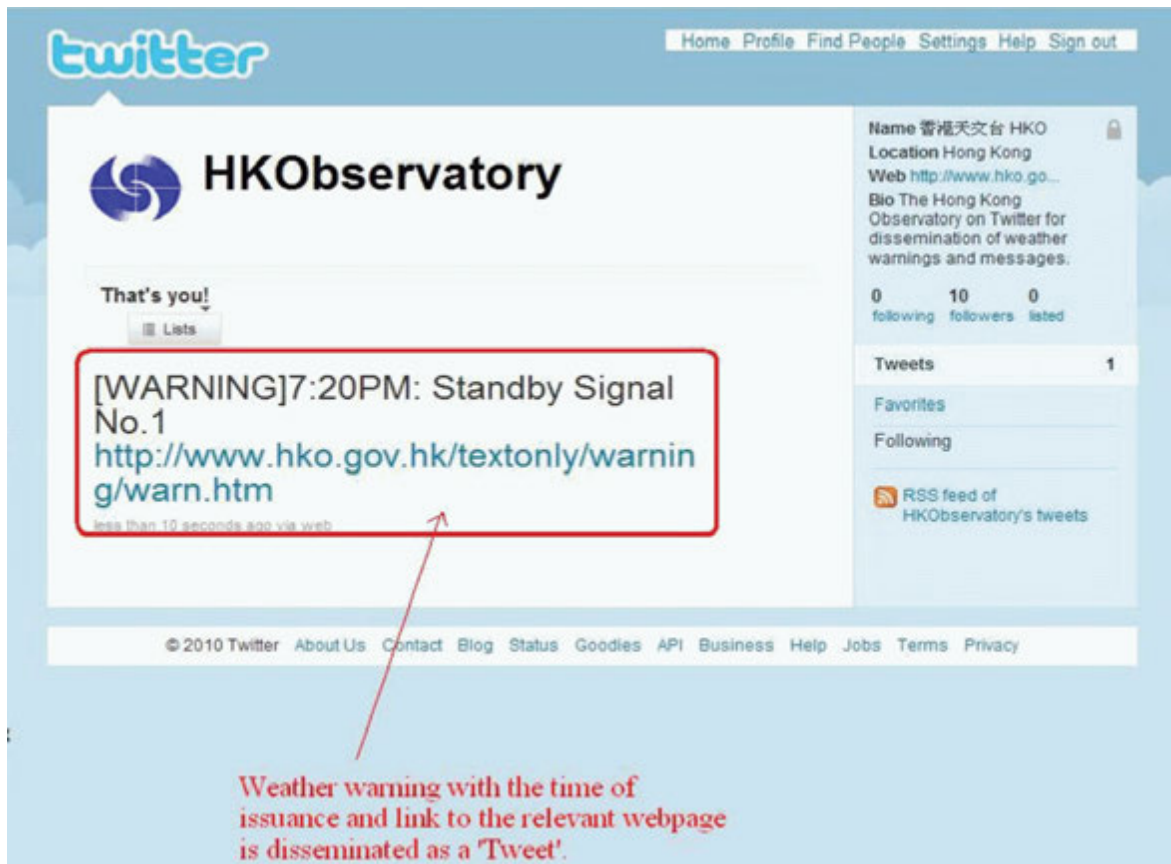 twitter
Home Profile Find People Settings Help Sign out
HKObservatory
That's you!
Lists
[WARNING]7:20PM: Standby Signal
No.1
http://www.hko.gov.hk/textonly/warnin
g/warn.htm
less than 10 seconds ago via web
Name 香港天文台 HKO
Location Hong Kong
Web http://www.hko.go...
Bio The Hong Kong
Observatory on Twitter for
dissemination of weather
warnings and messages.
0 10 0
following followers listed
Tweets 1
Favorites
Following
RSS feed of
HKObservatory's tweets
© 2010 Twitter About Us Contact Blog Status Goodies API Business Help Jobs Terms Privacy
Weather warning with the time of
issuance and link to the relevant webpage
is disseminated as a 'Tweet'.